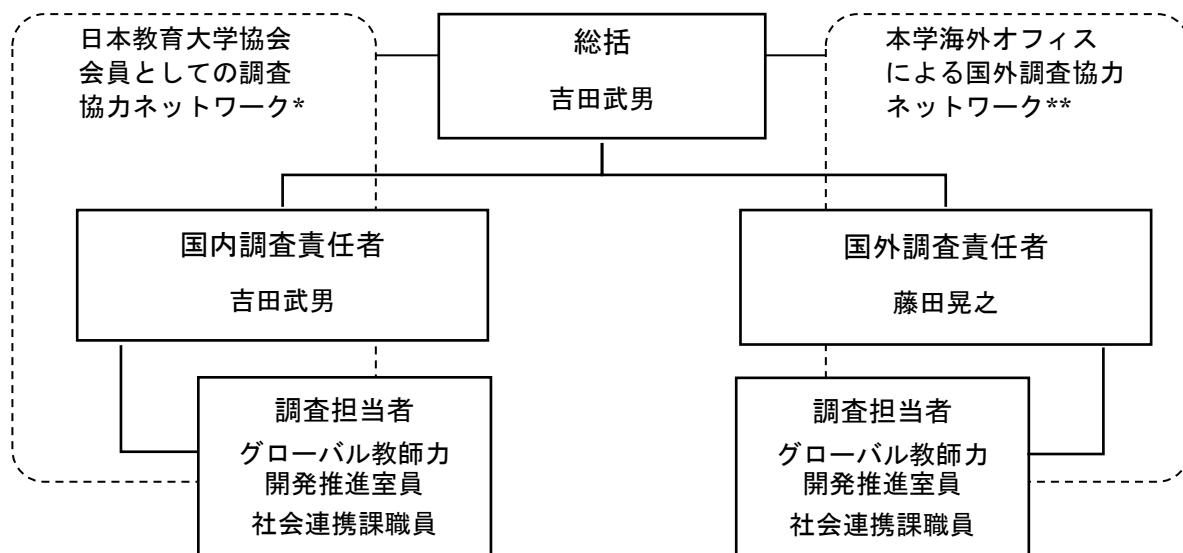 日本教育大学協会
会員としての調査
協力ネットワーク*
総括
吉田武男
本学海外オフィス
による国外調査協力
ネットワーク**
国内調査責任者
吉田武男
国外調査責任者
藤田晃之
調査担当者
グローバル教師力
開発推進室員
社会連携課職員
調査担当者
グローバル教師力
開発推進室員
社会連携課職員